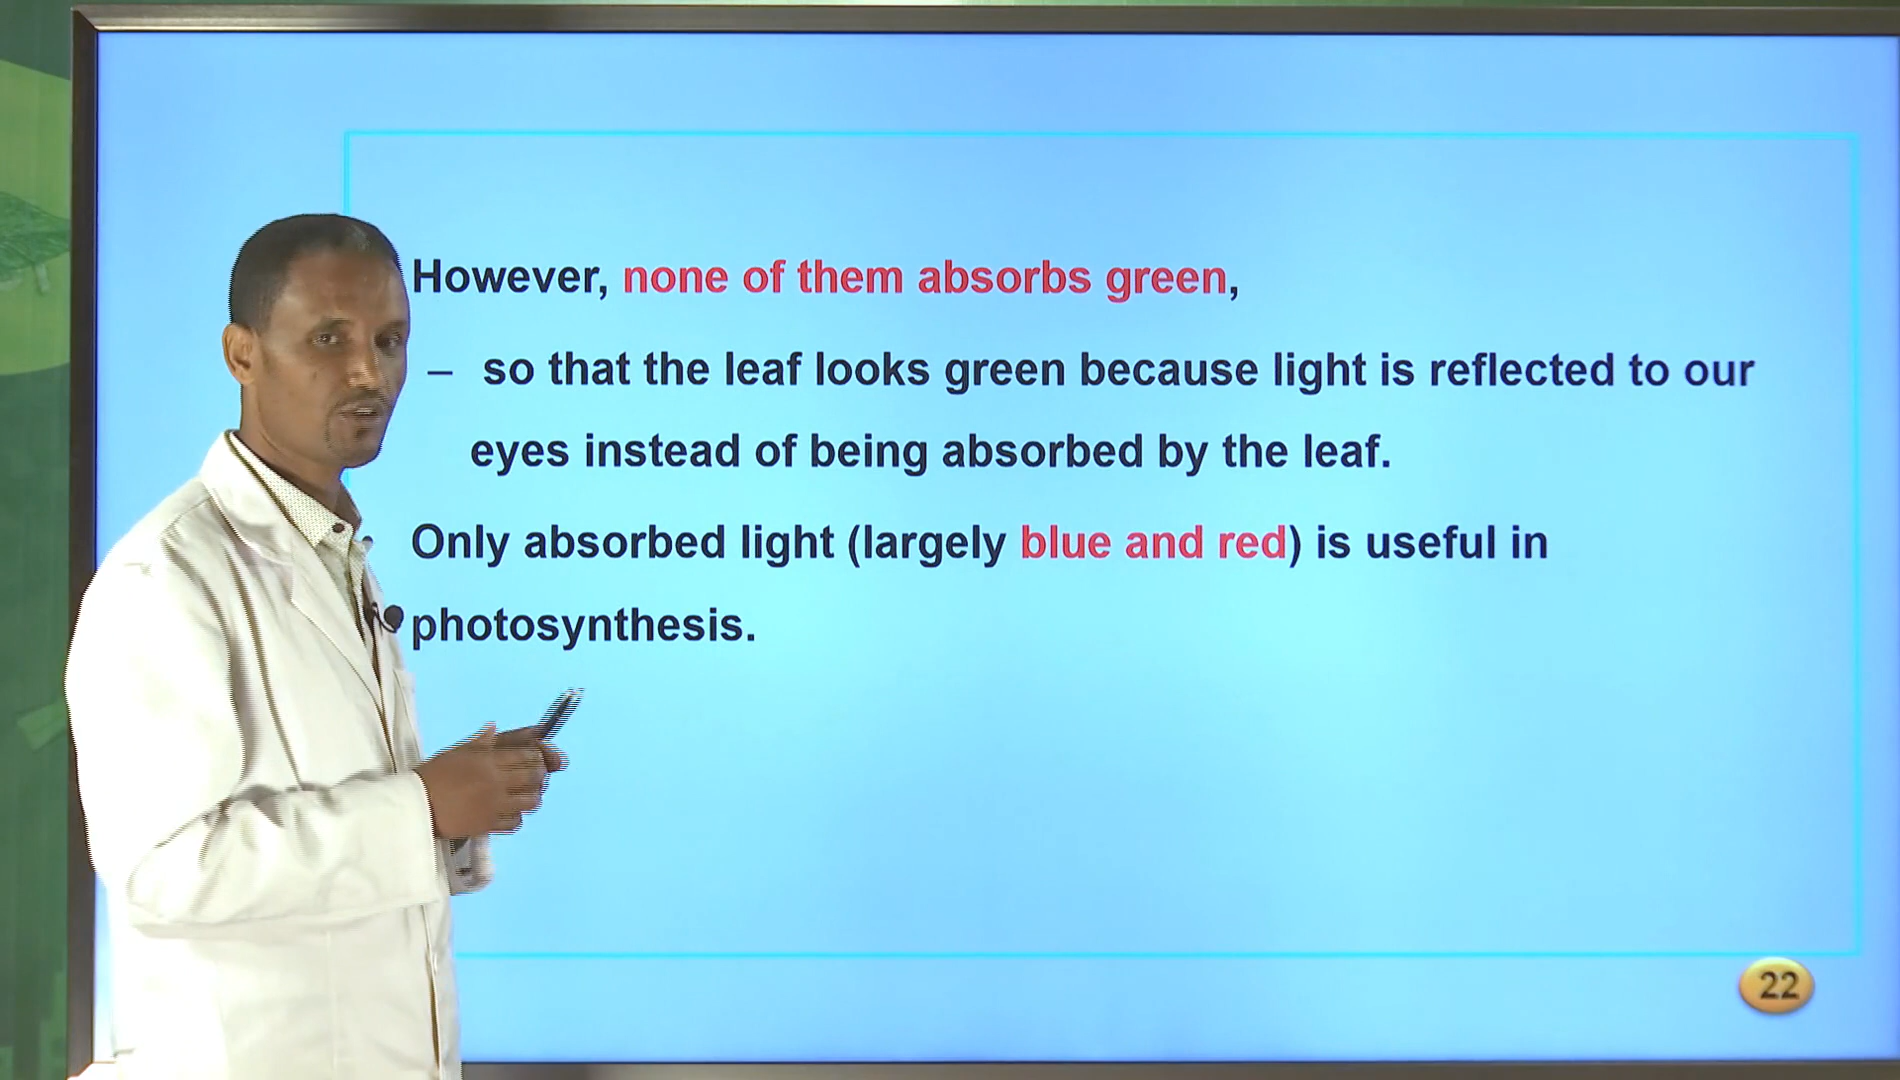 However, none of them absorbs green,
– so that the leaf looks green because light is reflected to our
eyes instead of being absorbed by the leaf.
Only absorbed light (largely blue and red) is useful in
photosynthesis.
22